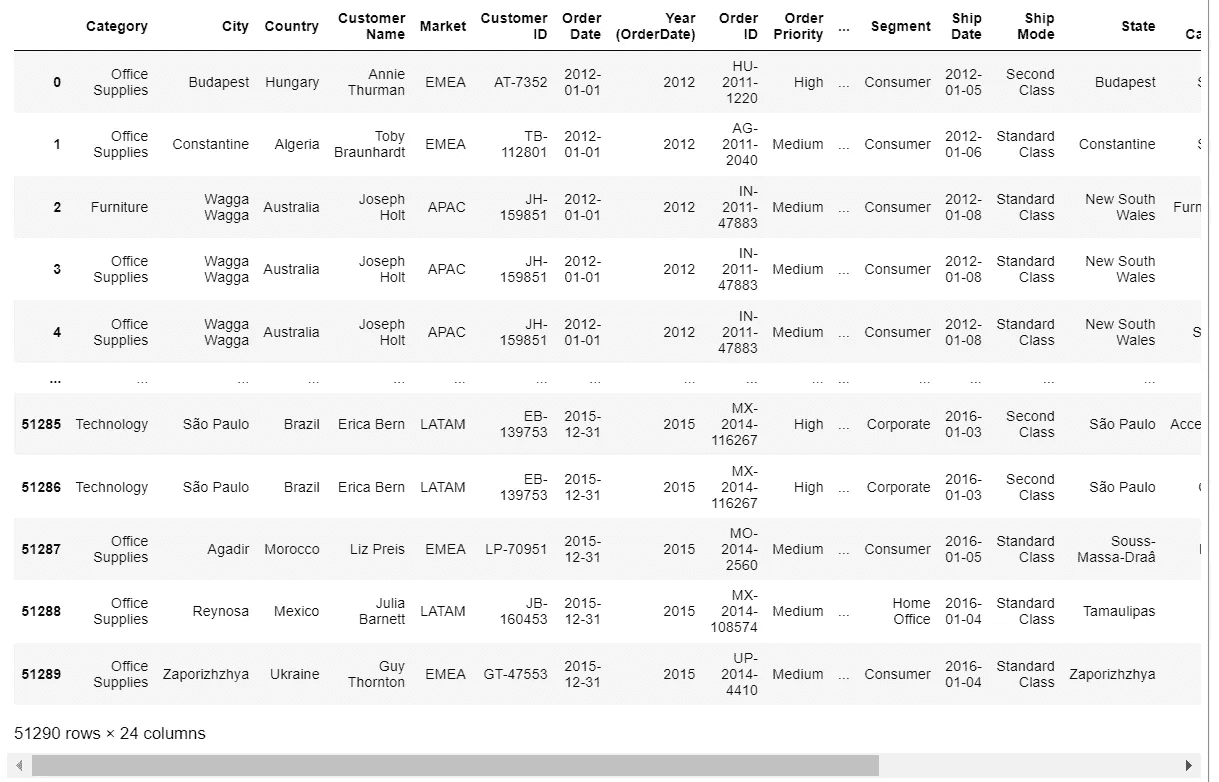 Category City Country Customer Name Market Customer ID Order Date Year (OrderDate) Order ID Order Priority ... Segment Ship Date Ship Mode State
0 Office Supplies Budapest Hungary Annie Thurman EMEA AT-7352 2012-01-01 2012 HU-2011-1220 High ... Consumer 2012-01-05 Second Class Budapest
1 Office Supplies Constantine Algeria Toby Braunhardt EMEA TB-112801 2012-01-01 2012 AG-2011-2040 Medium ... Consumer 2012-01-06 Standard Class Constantine
2 Furniture Wagga Wagga Australia Joseph Holt APAC JH-159851 2012-01-01 2012 IN-2011-47883 Medium ... Consumer 2012-01-08 Standard Class New South Wales
3 Office Supplies Wagga Wagga Australia Joseph Holt APAC JH-159851 2012-01-01 2012 IN-2011-47883 Medium ... Consumer 2012-01-08 Standard Class New South Wales
4 Office Supplies Wagga Wagga Australia Joseph Holt APAC JH-159851 2012-01-01 2012 IN-2011-47883 Medium ... Consumer 2012-01-08 Standard Class New South Wales
... ... ... ... ... ... ... ... ... ... ... ... ... ... ... ...
51285 Technology São Paulo Brazil Erica Bern LATAM EB-139753 2015-12-31 2015 MX-2014-116267 High ... Corporate 2016-01-03 Second Class São Paulo
51286 Technology São Paulo Brazil Erica Bern LATAM EB-139753 2015-12-31 2015 MX-2014-116267 High ... Corporate 2016-01-03 Second Class São Paulo
51287 Office Supplies Agadir Morocco Liz Preis EMEA LP-70951 2015-12-31 2015 MO-2014-2560 Medium ... Consumer 2016-01-05 Standard Class Souss-Massa-Draâ
51288 Office Supplies Reynosa Mexico Julia Barnett LATAM JB-160453 2015-12-31 2015 MX-2014-108574 Medium ... Home Office 2016-01-04 Standard Class Tamaulipas
51289 Office Supplies Zaporizhzhya Ukraine Guy Thornton EMEA GT-47553 2015-12-31 2015 UP-2014-4410 Medium ... Consumer 2016-01-04 Standard Class Zaporizhzhya
51290 rows × 24 columns